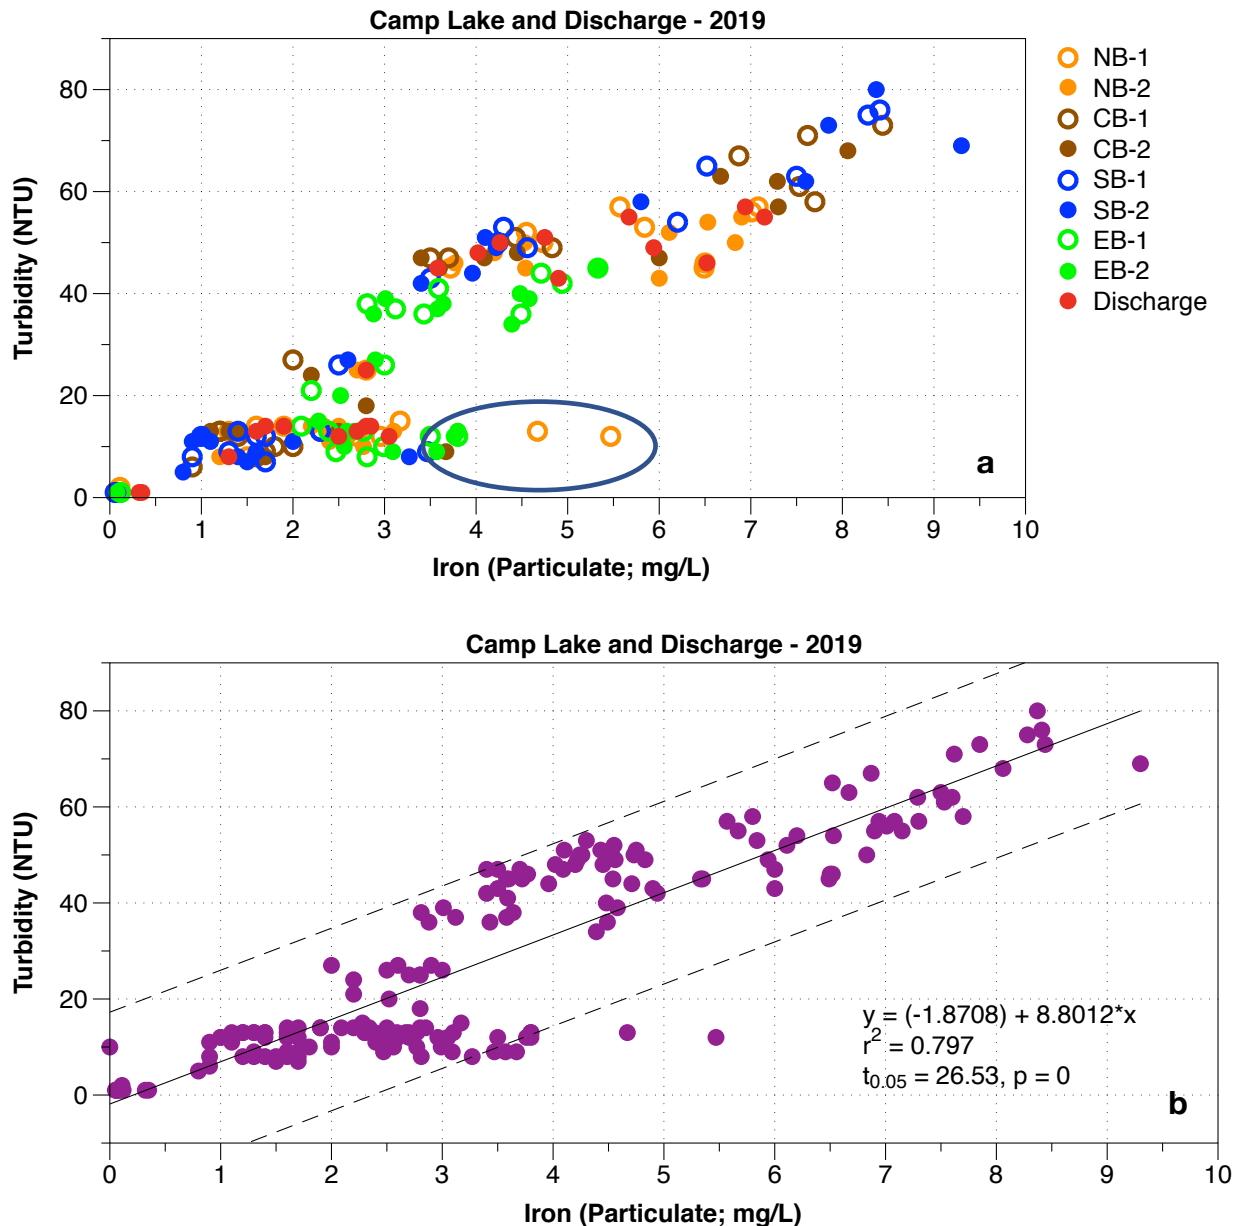 Camp Lake and Discharge - 2019
80
60
40
20
0
Turbidity (NTU)
0 1 2 3 4 5 6 7 8 9 10
Iron (Particulate; mg/L)
a
NB-1
NB-2
CB-1
CB-2
SB-1
SB-2
EB-1
EB-2
Discharge
Camp Lake and Discharge - 2019
80
60
40
20
0
Turbidity (NTU)
y = (-1.8708) + 8.8012*x
r² = 0.797
t₀.₀₅ = 26.53, p = 0
b
0 1 2 3 4 5 6 7 8 9 10
Iron (Particulate; mg/L)